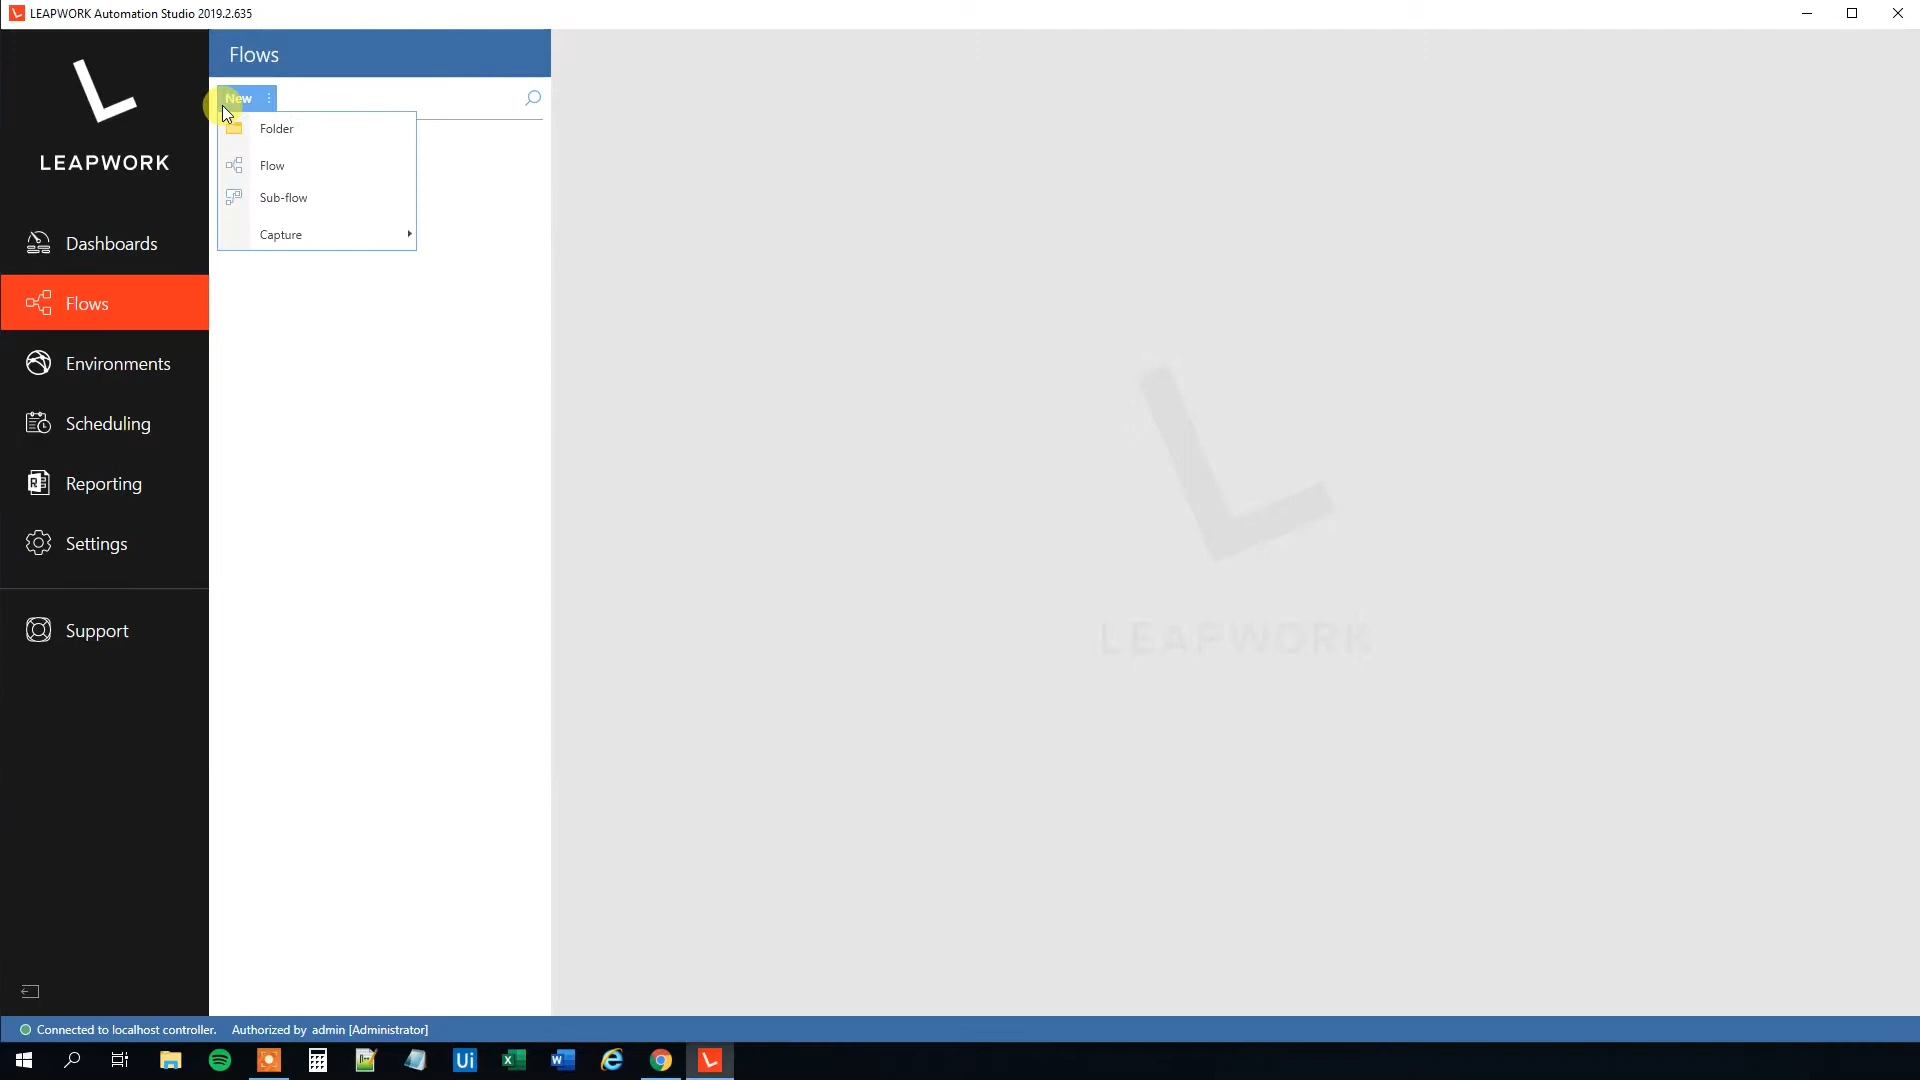 LEAPWORK Automation Studio 2019.2.635
LEAPWORK
Dashboards
Flows
Environments
Scheduling
Reporting
Settings
Support
Flows
New
Folder
Flow
Sub-flow
Capture
LEAPWORK
Connected to localhost controller. Authorized by admin [Administrator]
Ui